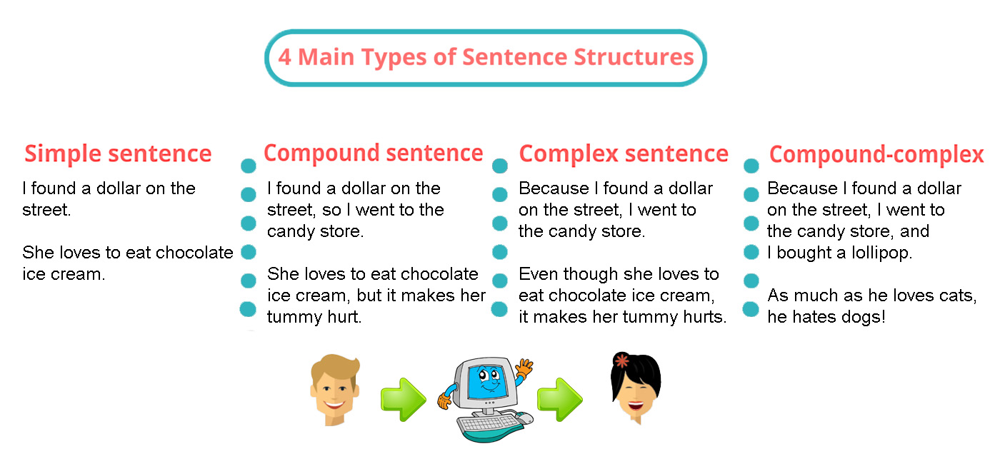 4 Main Types of Sentence Structures
Simple sentence
I found a dollar on the
street.
She loves to eat chocolate
ice cream.
Compound sentence
I found a dollar on the
street, so I went to the
candy store.
She loves to eat chocolate
ice cream, but it makes her
tummy hurt.
Complex sentence
Because I found a dollar
on the street, I went to
the candy store.
Even though she loves to
eat chocolate ice cream,
it makes her tummy hurts.
Compound-complex
Because I found a dollar
on the street, I went to
the candy store, and
I bought a lollipop.
As much as he loves cats,
he hates dogs!